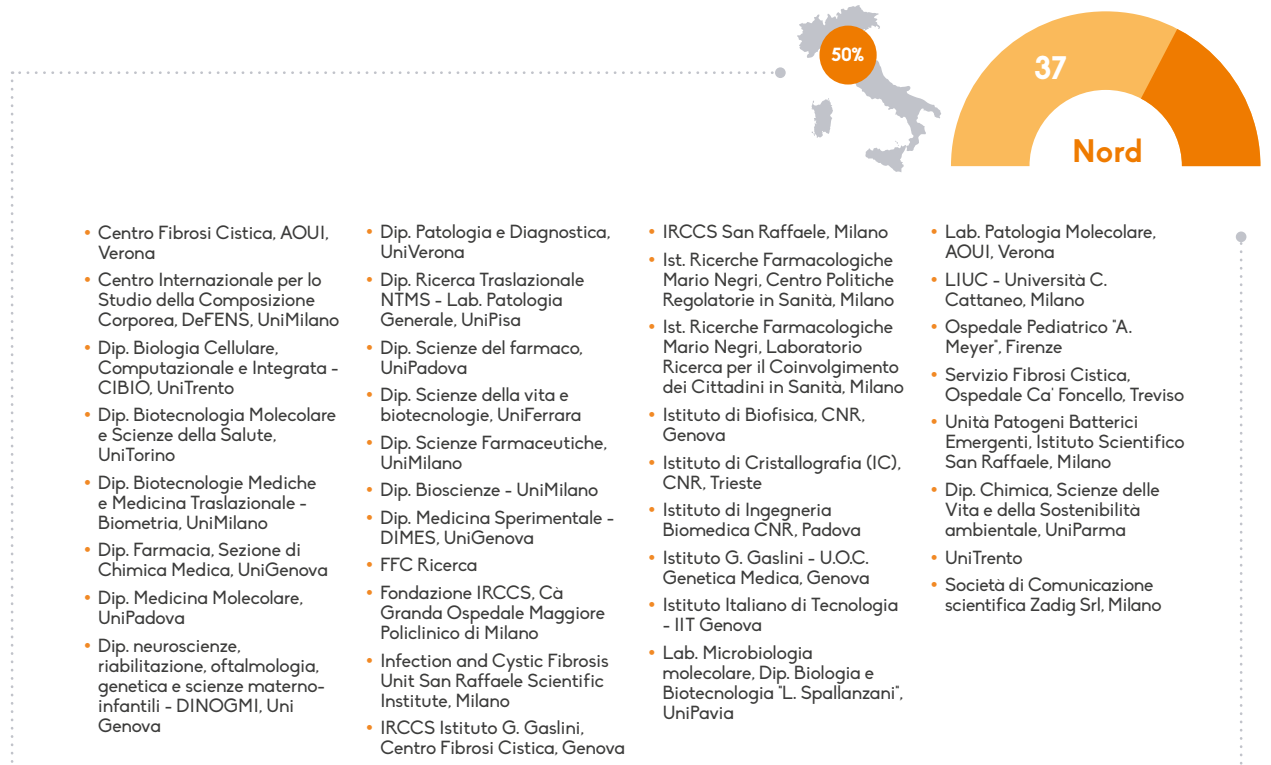 50%
37
Nord
• Centro Fibrosi Cistica, AOUI,
Verona
• Centro Internazionale per lo
Studio della Composizione
Corporea, DeFENS, UniMilano
• Dip. Biologia Cellulare,
Computazionale e Integrata -
CIBIO, UniTrento
• Dip. Biotecnologia Molecolare
e Scienze della Salute,
UniTorino
• Dip. Biotecnologie Mediche
e Medicina Traslazionale -
Biometria, UniMilano
• Dip. Farmacia, Sezione di
Chimica Medica, UniGenova
• Dip. Medicina Molecolare,
UniPadova
• Dip. neuroscienze,
riabilitazione, oftalmologia,
genetica e scienze materno-
infantili - DINOGMI, Uni
Genova
• Dip. Patologia e Diagnostica,
UniVerona
• Dip. Ricerca Traslazionale
NTMS - Lab. Patologia
Generale, UniPisa
• Dip. Scienze del farmaco,
UniPadova
• Dip. Scienze della vita e
biotecnologie, UniFerrara
• Dip. Scienze Farmaceutiche,
UniMilano
• Dip. Bioscienze - UniMilano
• Dip. Medicina Sperimentale -
DIMES, UniGenova
• FFC Ricerca
• Fondazione IRCCS, Cà
Granda Ospedale Maggiore
Policlinico di Milano
• Infection and Cystic Fibrosis
Unit San Raffaele Scientific
Institute, Milano
• IRCCS Istituto G. Gaslini,
Centro Fibrosi Cistica, Genova
• IRCCS San Raffaele, Milano
• Ist. Ricerche Farmacologiche
Mario Negri, Centro Politiche
Regolatorie in Sanità, Milano
• Ist. Ricerche Farmacologiche
Mario Negri, Laboratorio
Ricerca per il Coinvolgimento
dei Cittadini in Sanità, Milano
• Istituto di Biofisica, CNR,
Genova
• Istituto di Cristallografia (IC),
CNR, Trieste
• Istituto di Ingegneria
Biomedica CNR, Padova
• Istituto G. Gaslini - U.O.C.
Genetica Medica, Genova
• Istituto Italiano di Tecnologia
- IIT Genova
• Lab. Microbiologia
molecolare, Dip. Biologia e
Biotecnologia "L. Spallanzani",
UniPavia
• Lab. Patologia Molecolare,
AOUI, Verona
• LIUC - Università C.
Cattaneo, Milano
• Ospedale Pediatrico "A.
Meyer", Firenze
• Servizio Fibrosi Cistica,
Ospedale Ca' Foncello, Treviso
• Unità Patogeni Batterici
Emergenti, Istituto Scientifico
San Raffaele, Milano
• Dip. Chimica, Scienze delle
Vita e della Sostenibilità
ambientale, UniParma
• UniTrento
• Società di Comunicazione
scientifica Zadig Srl, Milano